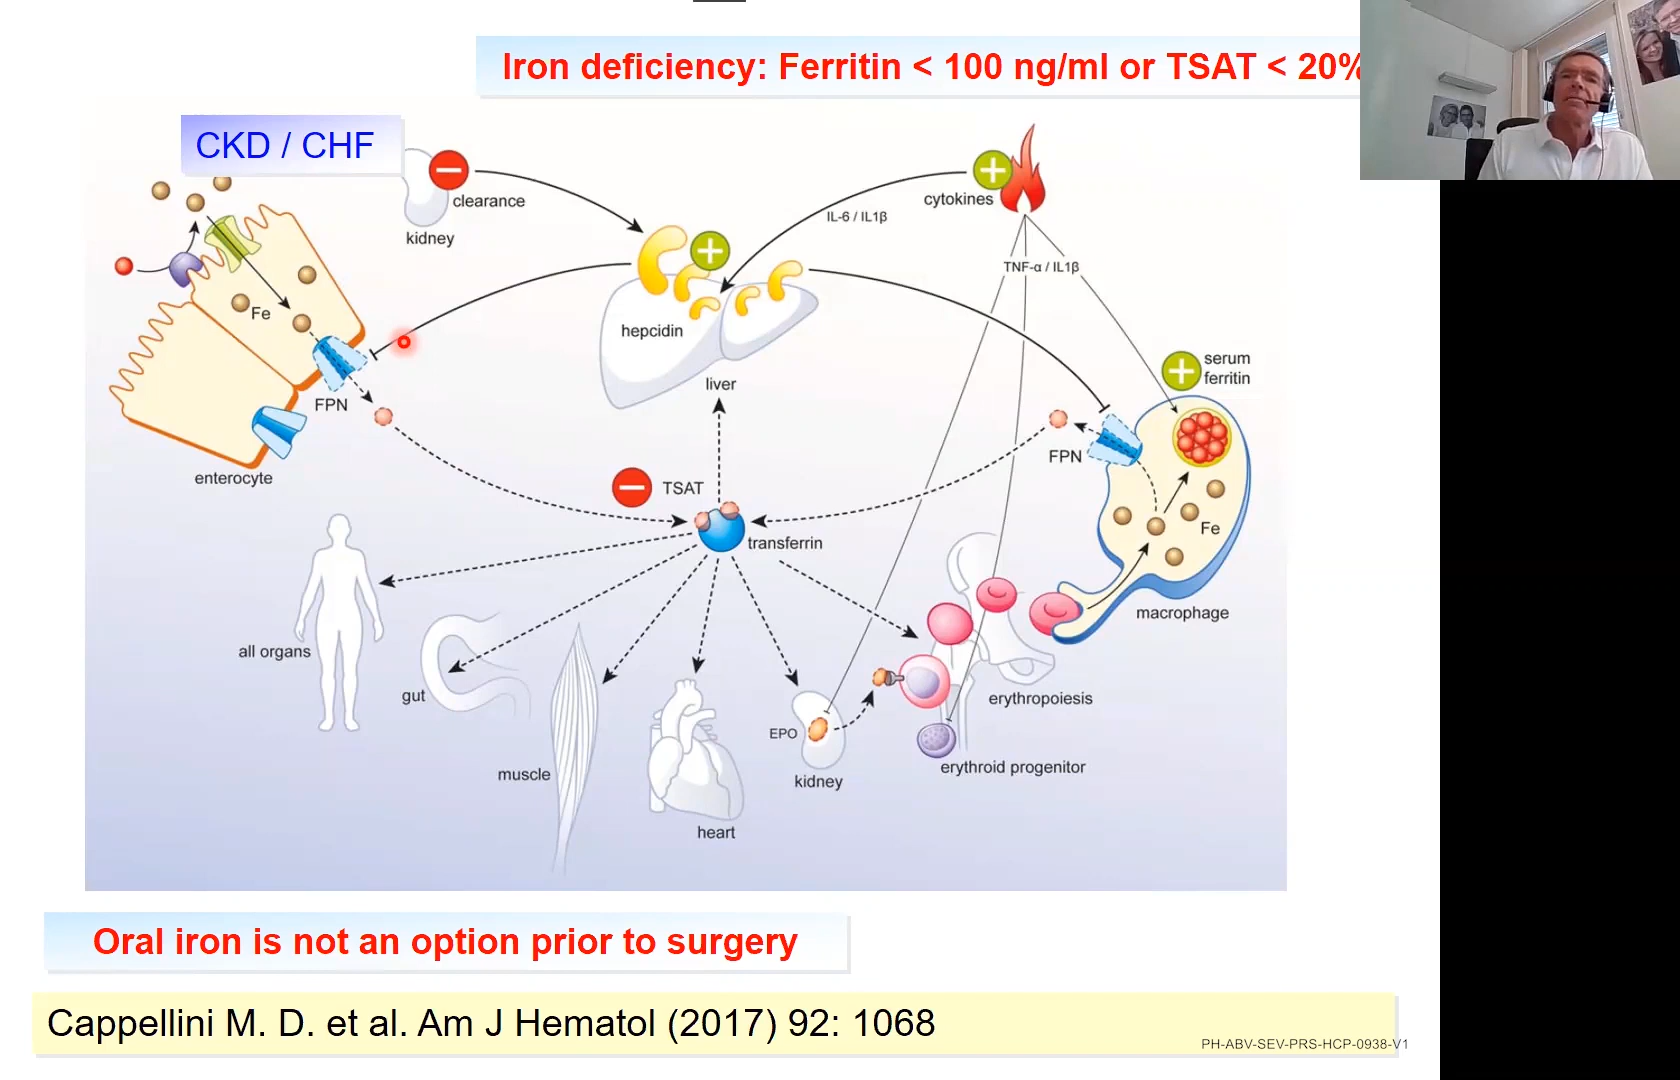 Iron deficiency: Ferritin < 100 ng/ml or TSAT < 20%
CKD / CHF
clearance
kidney
cytokines
IL-6 / IL1β
TNF-α / IL1β
Fe
hepcidin
liver
serum
ferritin
FPN
FPN
enterocyte
TSAT
transferrin
Fe
macrophage
all organs
gut
muscle
heart
EPO
kidney
erythropoiesis
erythroid progenitor
Oral iron is not an option prior to surgery
Cappellini M. D. et al. Am J Hematol (2017) 92: 1068
PH-ABV-SEV-PRS-HCP-0938-V1